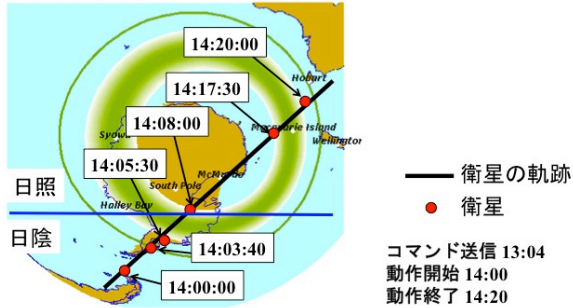 14:20:00
Hobart
14:17:30
14:08:00
Macquarie Island
Syowa
Wellington
14:05:30
McMurdo
South Pole
日照
Halley Bay
日陰
14:03:40
14:00:00
衛星の軌跡
衛星
コマンド送信 13:04
動作開始 14:00
動作終了 14:20